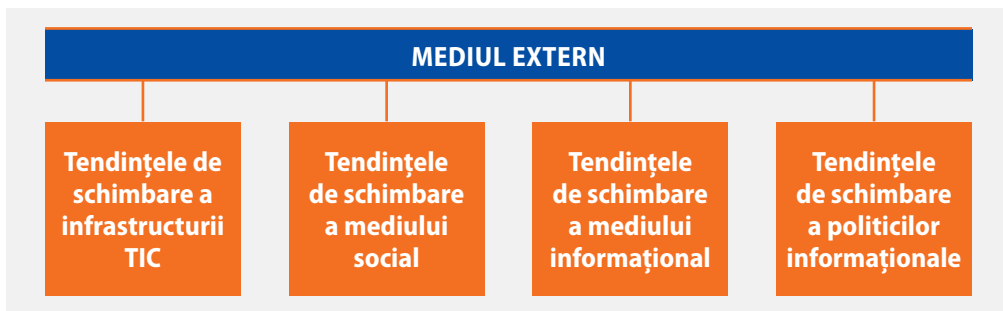 MEDIUL EXTERN
Tendințele de
schimbare a
infrastructurii
TIC
Tendințele
de schimbare
a mediului
social
Tendințele
de schimbare
a mediului
informațional
Tendințele
de schimbare
a politicilor
informaționale